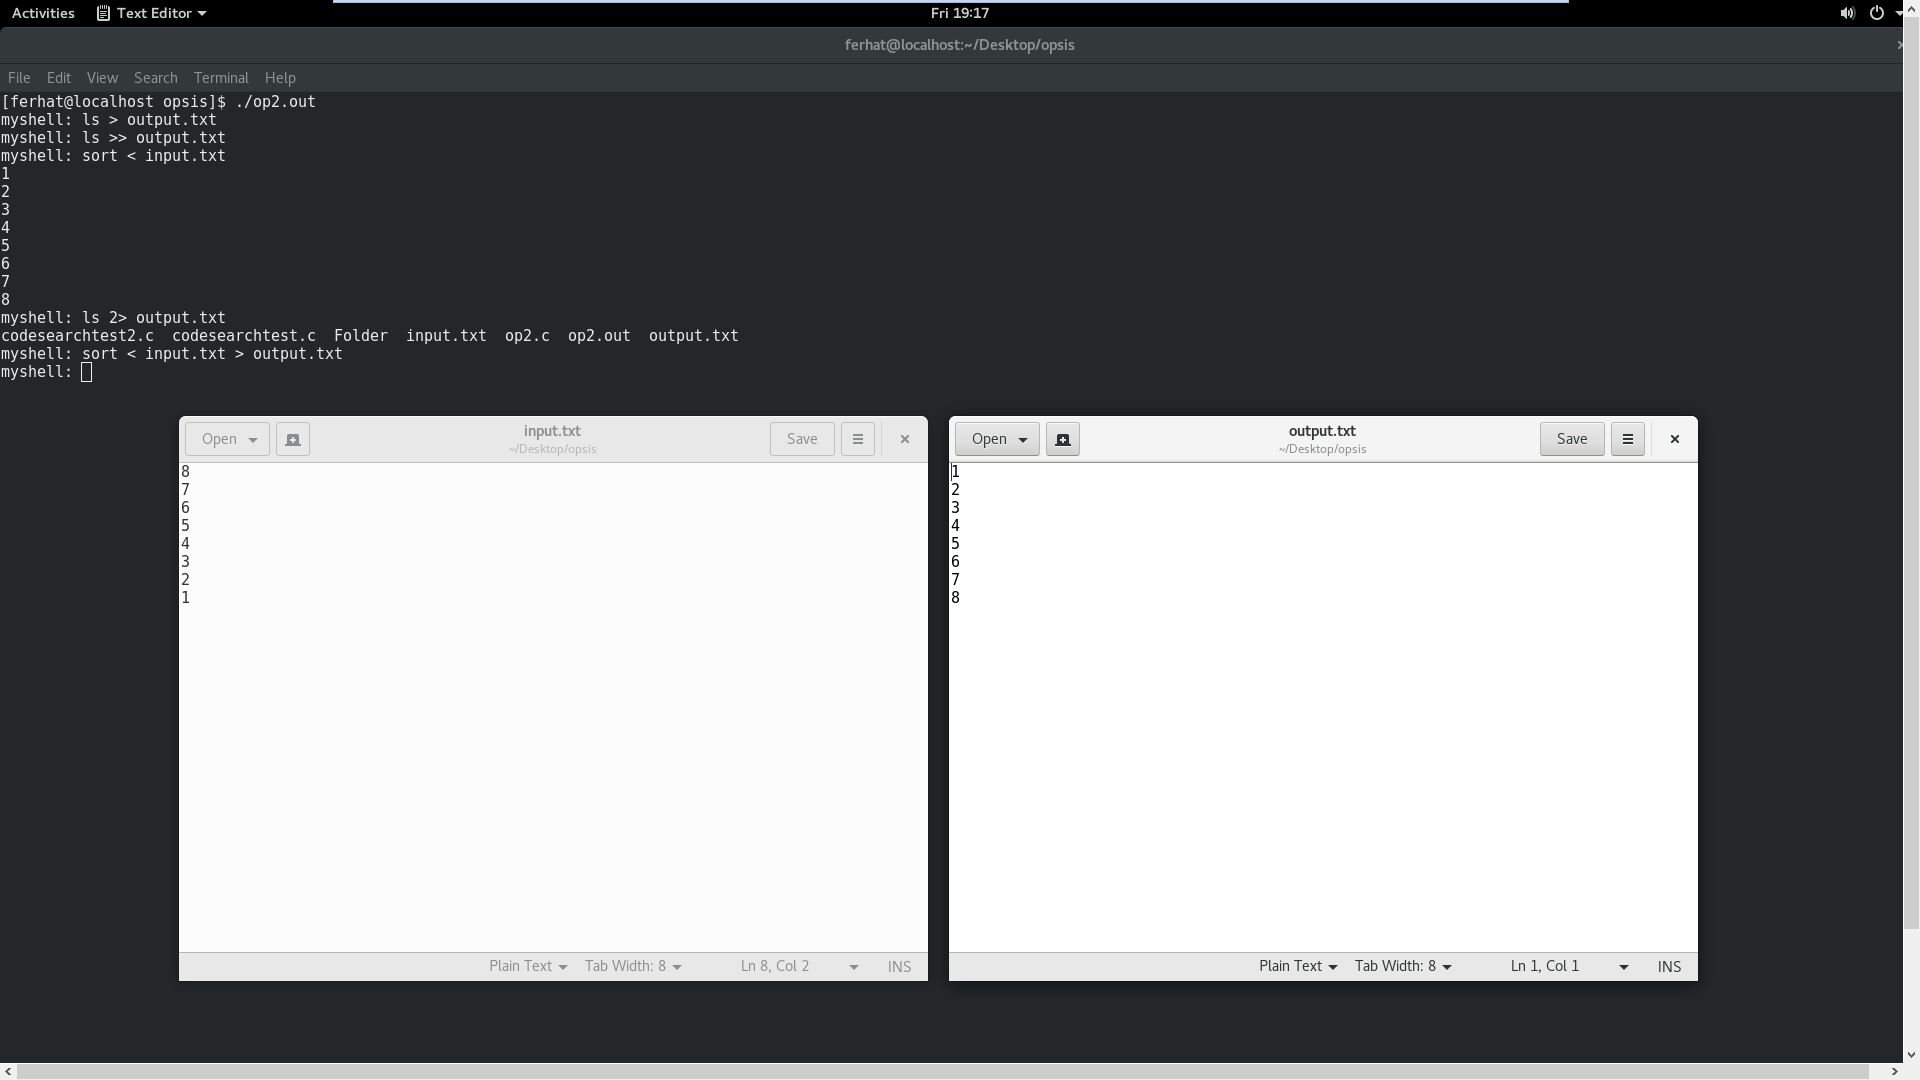 Activities Text Editor Fri 19:17
ferhat@localhost:~/Desktop/opsis
File Edit View Search Terminal Help
[ferhat@localhost opsis]$ ./op2.out
myshell: ls > output.txt
myshell: ls >> output.txt
myshell: sort < input.txt
1
2
3
4
5
6
7
8
myshell: ls 2> output.txt
codesearchtest2.c  codesearchtest.c  Folder  input.txt  op2.c  op2.out  output.txt
myshell: sort < input.txt > output.txt
myshell:
Open input.txt Save
~/Desktop/opsis
8
7
6
5
4
3
2
1
Plain Text Tab Width: 8 Ln 8, Col 2 INS
Open output.txt Save
~/Desktop/opsis
1
2
3
4
5
6
7
8
Plain Text Tab Width: 8 Ln 1, Col 1 INS